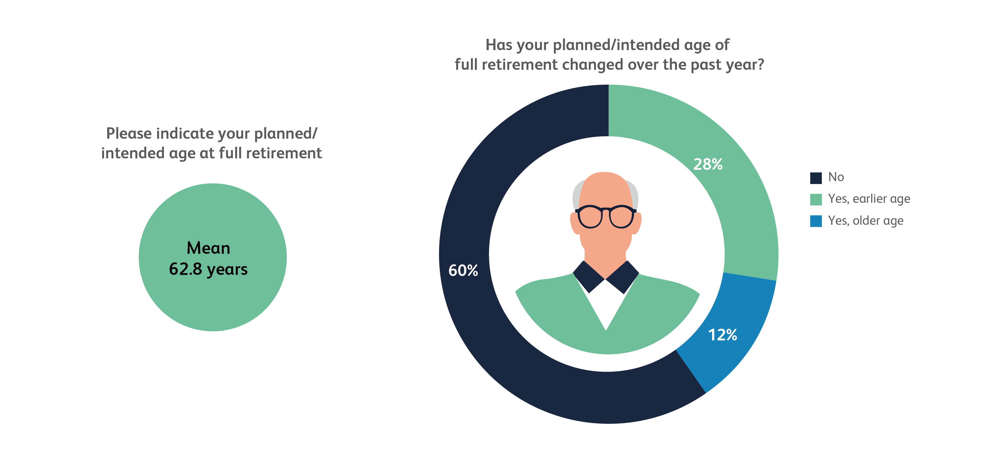 Please indicate your planned/
intended age at full retirement
Mean
62.8 years
Has your planned/intended age of
full retirement changed over the past year?
28%
60%
12%
No
Yes, earlier age
Yes, older age